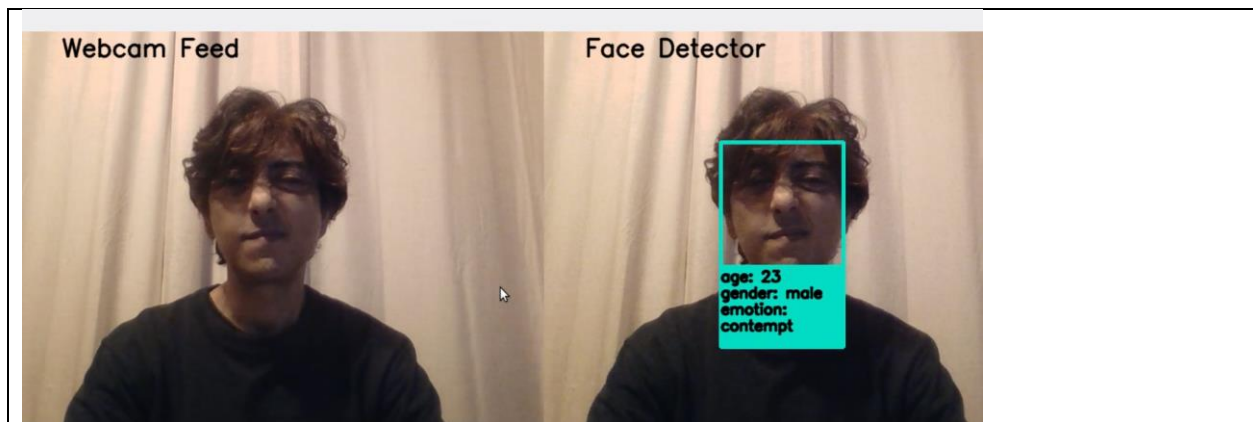 Webcam Feed
Face Detector
age: 23
gender: male
emotion:
contempt